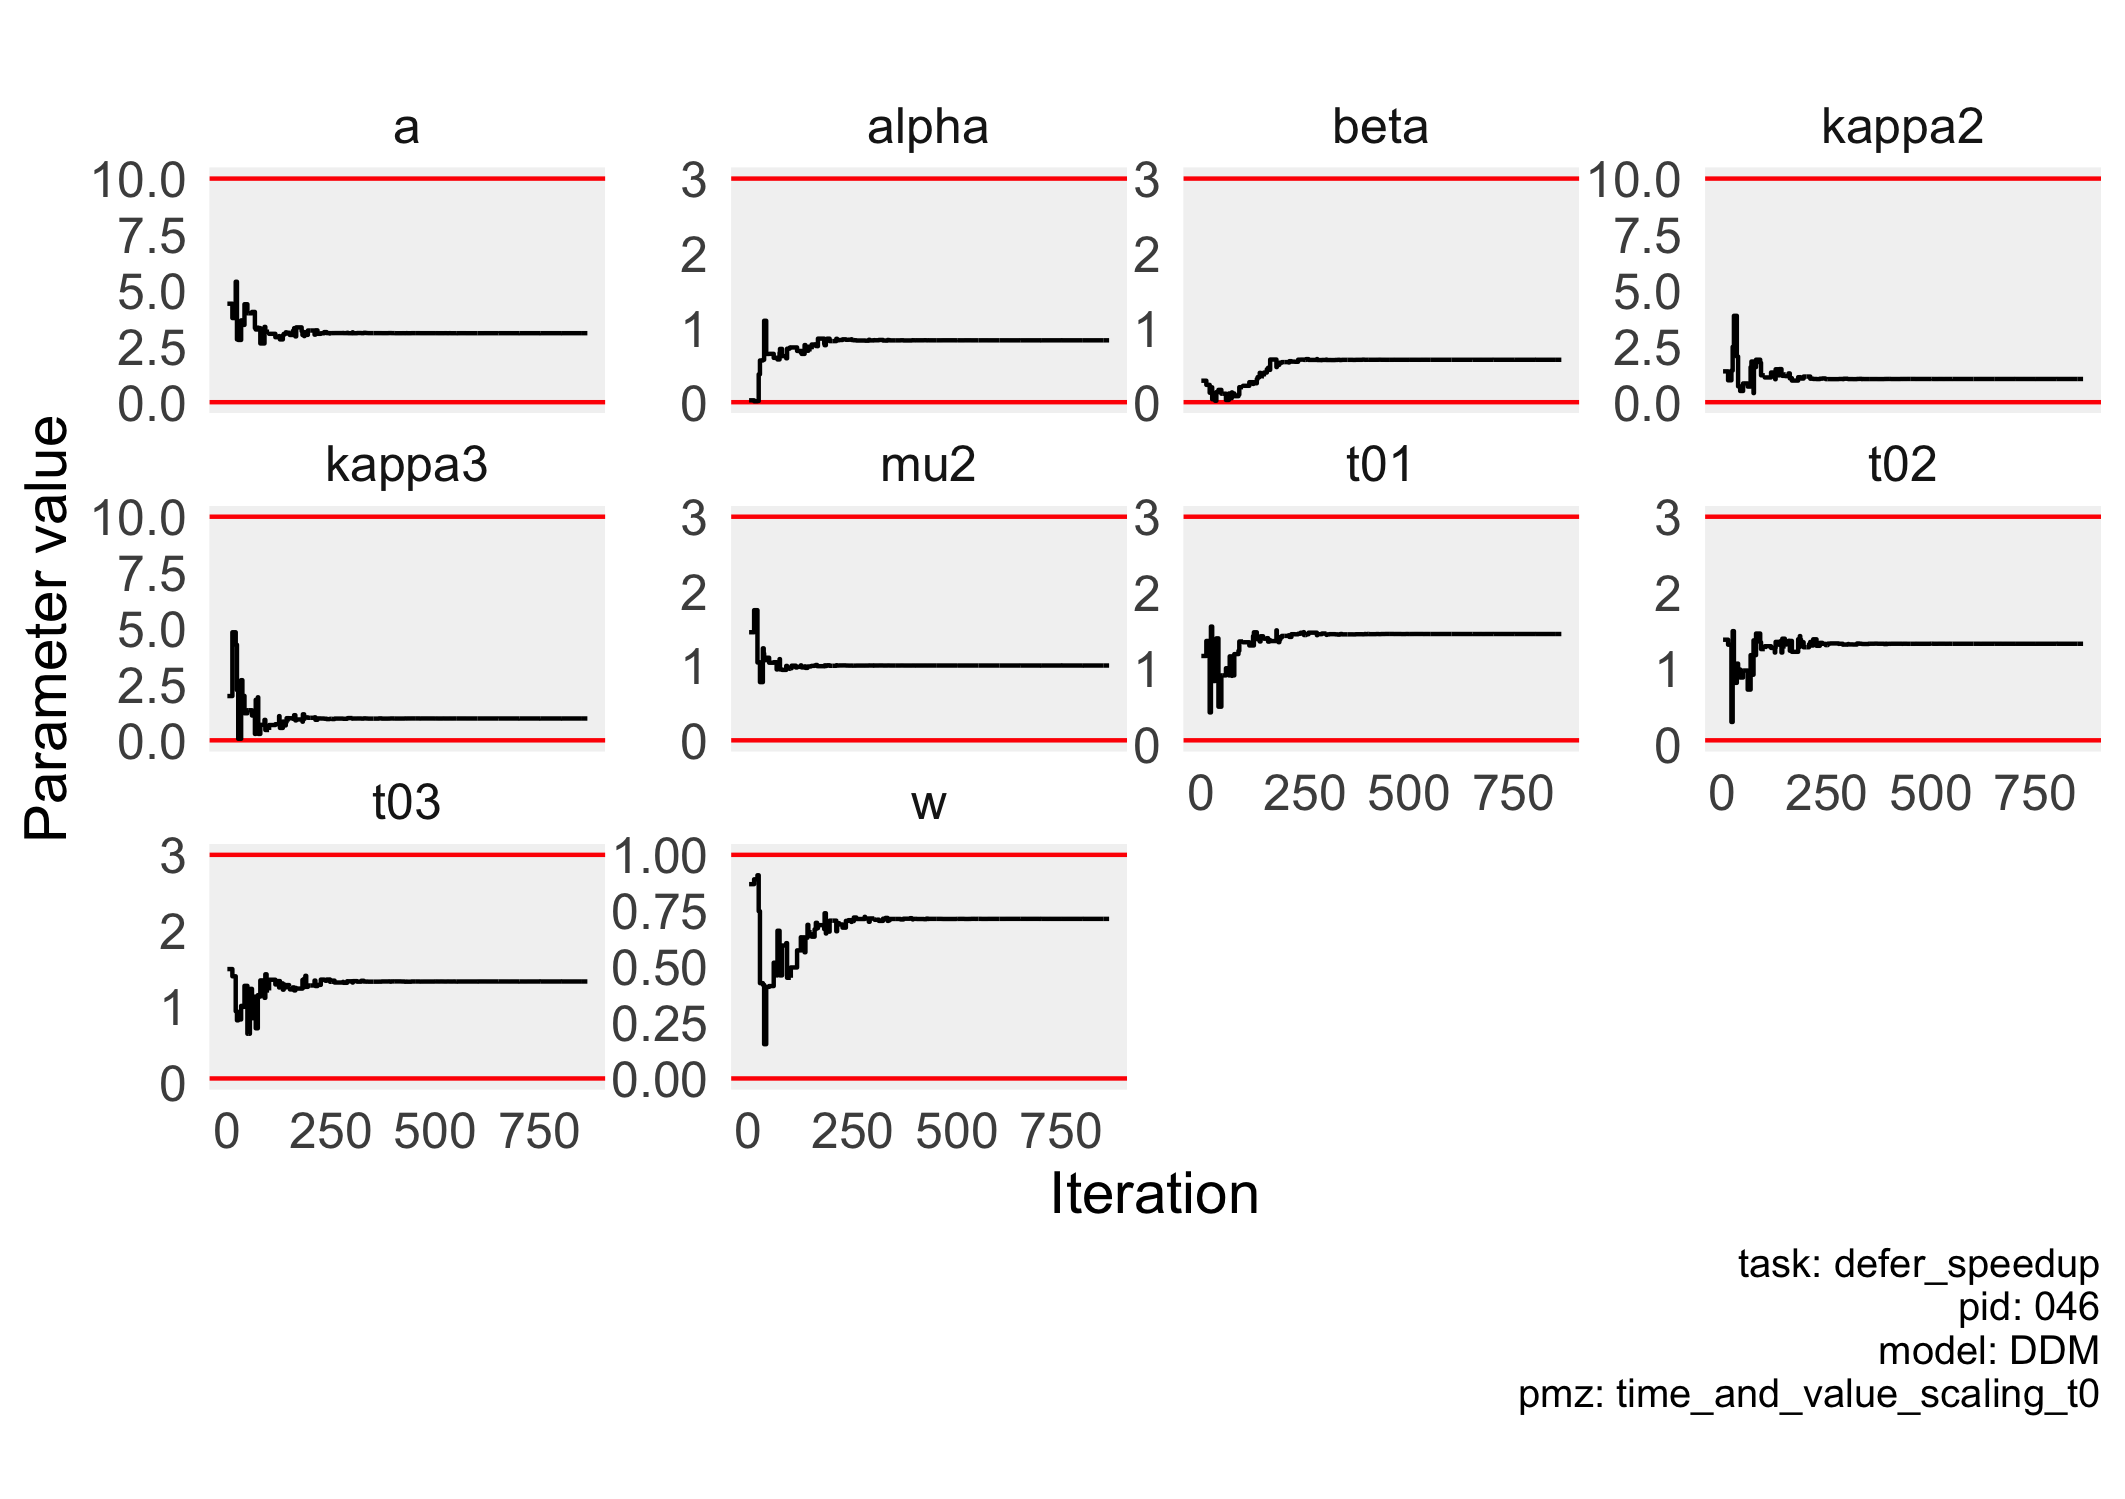 a alpha beta kappa2
10.0 3 3 10.0
7.5 7.5
2 2
5.0 5.0
1 1
2.5 2.5
0.0 0 0 0.0
kappa3 mu2 t01 t02
10.0 3 3 3
7.5
2 2 2
5.0
1 1 1
2.5
0.0 0 0 0
0 250 500 750 0 250 500 750
t03 w
3 1.00
2 0.75
0.50
1 0.25
0 0.00
0 250 500 750 0 250 500 750
Parameter value
Iteration
task: defer_speedup
pid: 046
model: DDM
pmz: time_and_value_scaling_t0